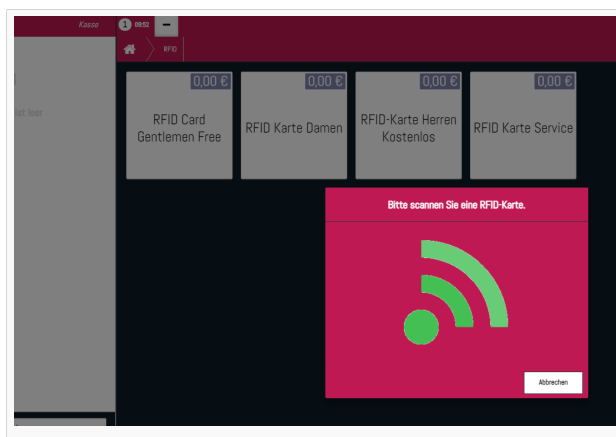 Kasse
1 08:52
RFID
ist leer
0,00 €
RFID Card
Gentlemen Free
0,00 €
RFID Karte Damen
0,00 €
RFID-Karte Herren
Kostenlos
0,00 €
RFID Karte Service
Bitte scannen Sie eine RFID-Karte.
Abbrechen